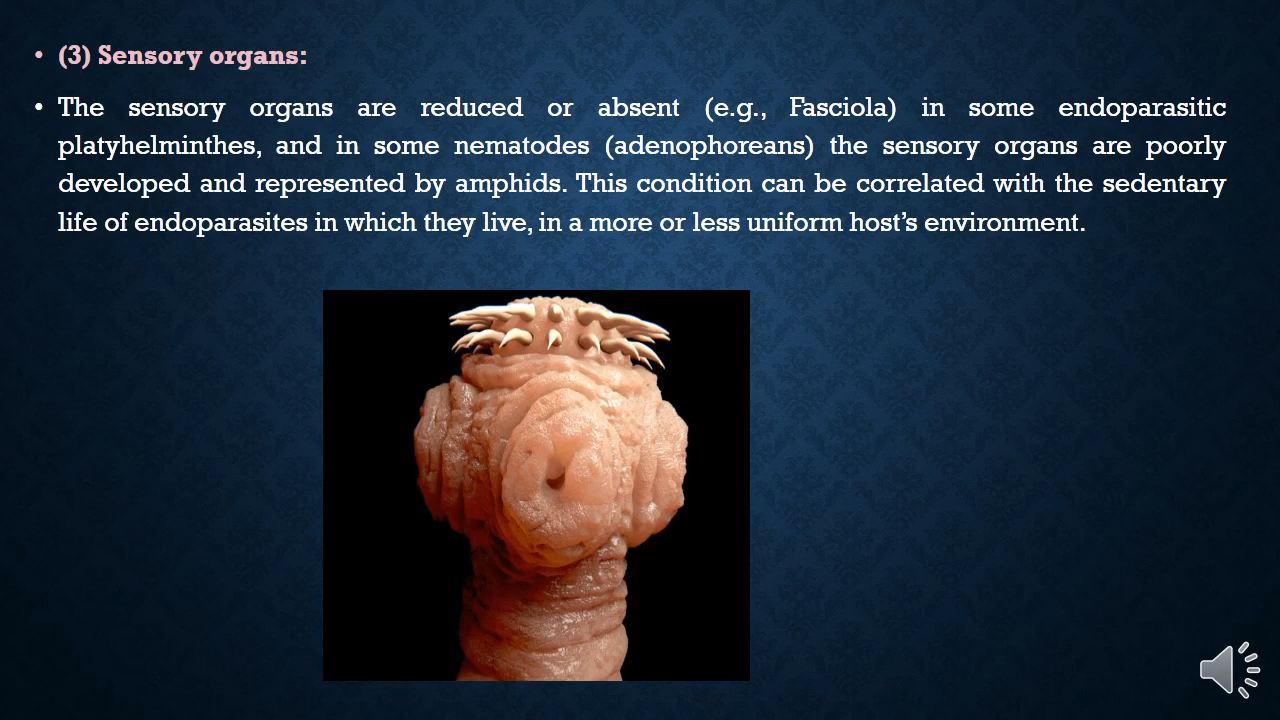 (3) Sensory organs:
The sensory organs are reduced or absent (e.g., Fasciola) in some endoparasitic
platyhelminthes, and in some nematodes (adenophoreans) the sensory organs are poorly
developed and represented by amphids. This condition can be correlated with the sedentary
life of endoparasites in which they live, in a more or less uniform host’s environment.